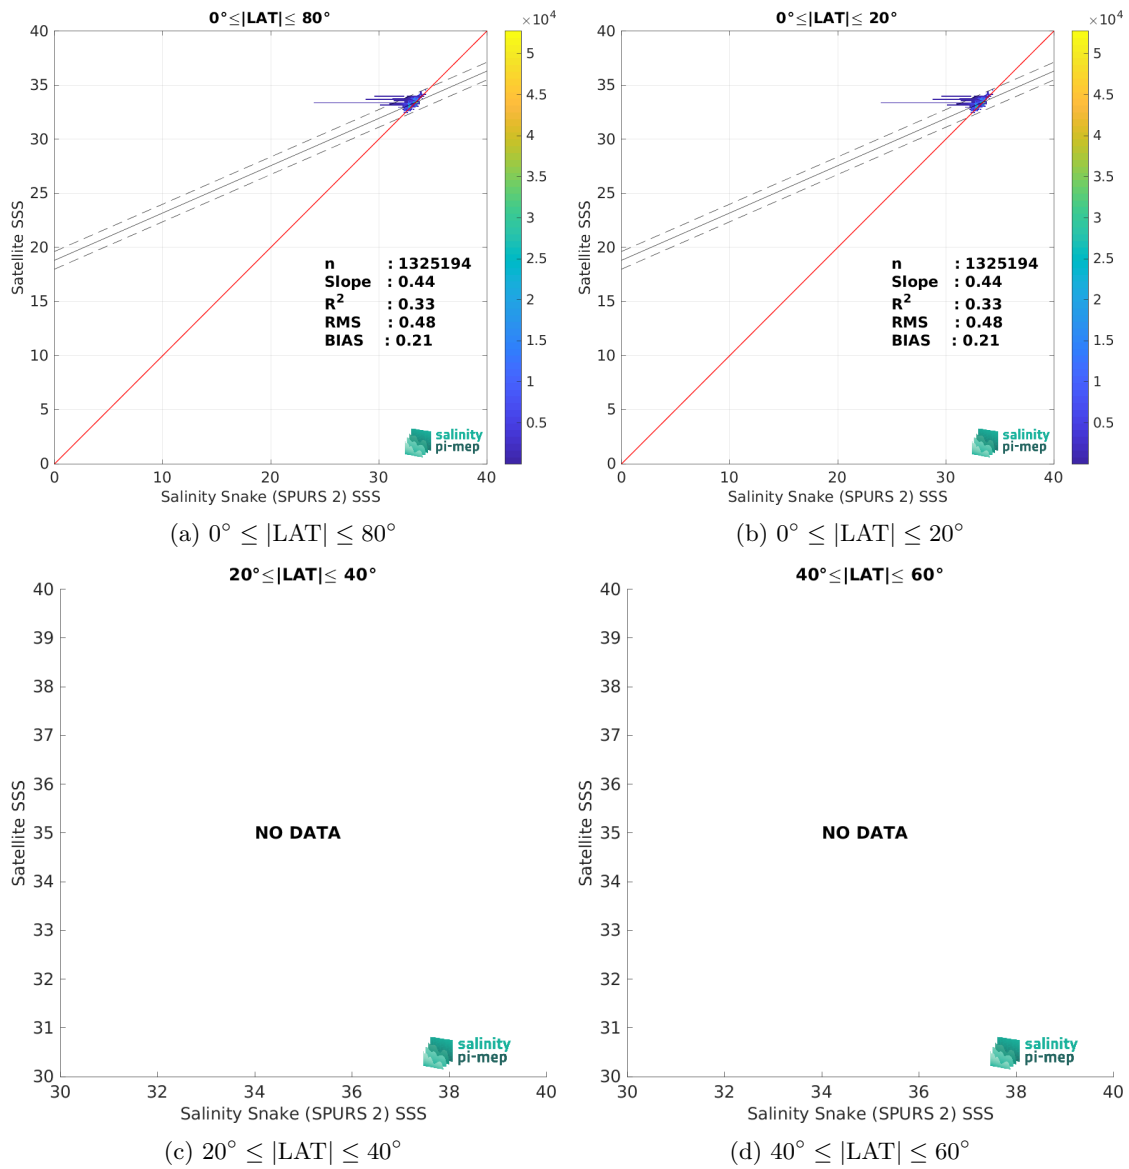 0°≤|LAT|≤ 80°
×10⁴
40
35
30
25
20
15
10
5
0
Satellite SSS
n : 1325194
Slope : 0.44
R² : 0.33
RMS : 0.48
BIAS : 0.21
salinity
pi-mep
0 10 20 30 40
Salinity Snake (SPURS 2) SSS
5
4.5
4
3.5
3
2.5
2
1.5
1
0.5
(a) 0° ≤ |LAT| ≤ 80°
0°≤|LAT|≤ 20°
×10⁴
40
35
30
25
20
15
10
5
0
Satellite SSS
n : 1325194
Slope : 0.44
R² : 0.33
RMS : 0.48
BIAS : 0.21
salinity
pi-mep
0 10 20 30 40
Salinity Snake (SPURS 2) SSS
5
4.5
4
3.5
3
2.5
2
1.5
1
0.5
(b) 0° ≤ |LAT| ≤ 20°
20°≤|LAT|≤ 40°
40
39
38
37
36
35
34
33
32
31
30
Satellite SSS
NO DATA
salinity
pi-mep
30 32 34 36 38 40
Salinity Snake (SPURS 2) SSS
(c) 20° ≤ |LAT| ≤ 40°
40°≤|LAT|≤ 60°
40
39
38
37
36
35
34
33
32
31
30
Satellite SSS
NO DATA
salinity
pi-mep
30 32 34 36 38 40
Salinity Snake (SPURS 2) SSS
(d) 40° ≤ |LAT| ≤ 60°